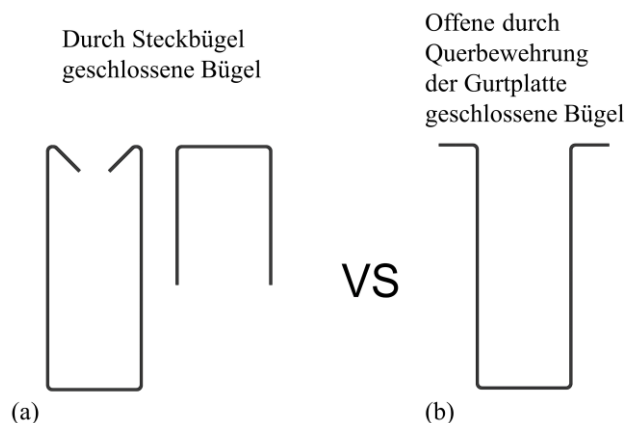 Durch Steckbügel
geschlossene Bügel
Offene durch
Querbewehrung
der Gurtplatte
geschlossene Bügel
VS
(a)
(b)